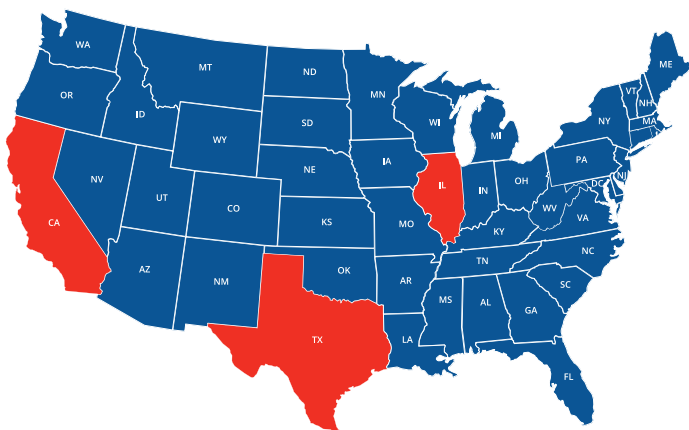 WA
MT
ND
MN
ME
OR
ID
WY
SD
WI
MI
VT
NH
NY
MA
NV
UT
CO
NE
IA
IL
IN
OH
PA
NJ
DC
CA
AZ
NM
KS
OK
MO
KY
WV
VA
TX
AR
TN
NC
LA
MS
AL
GA
SC
FL